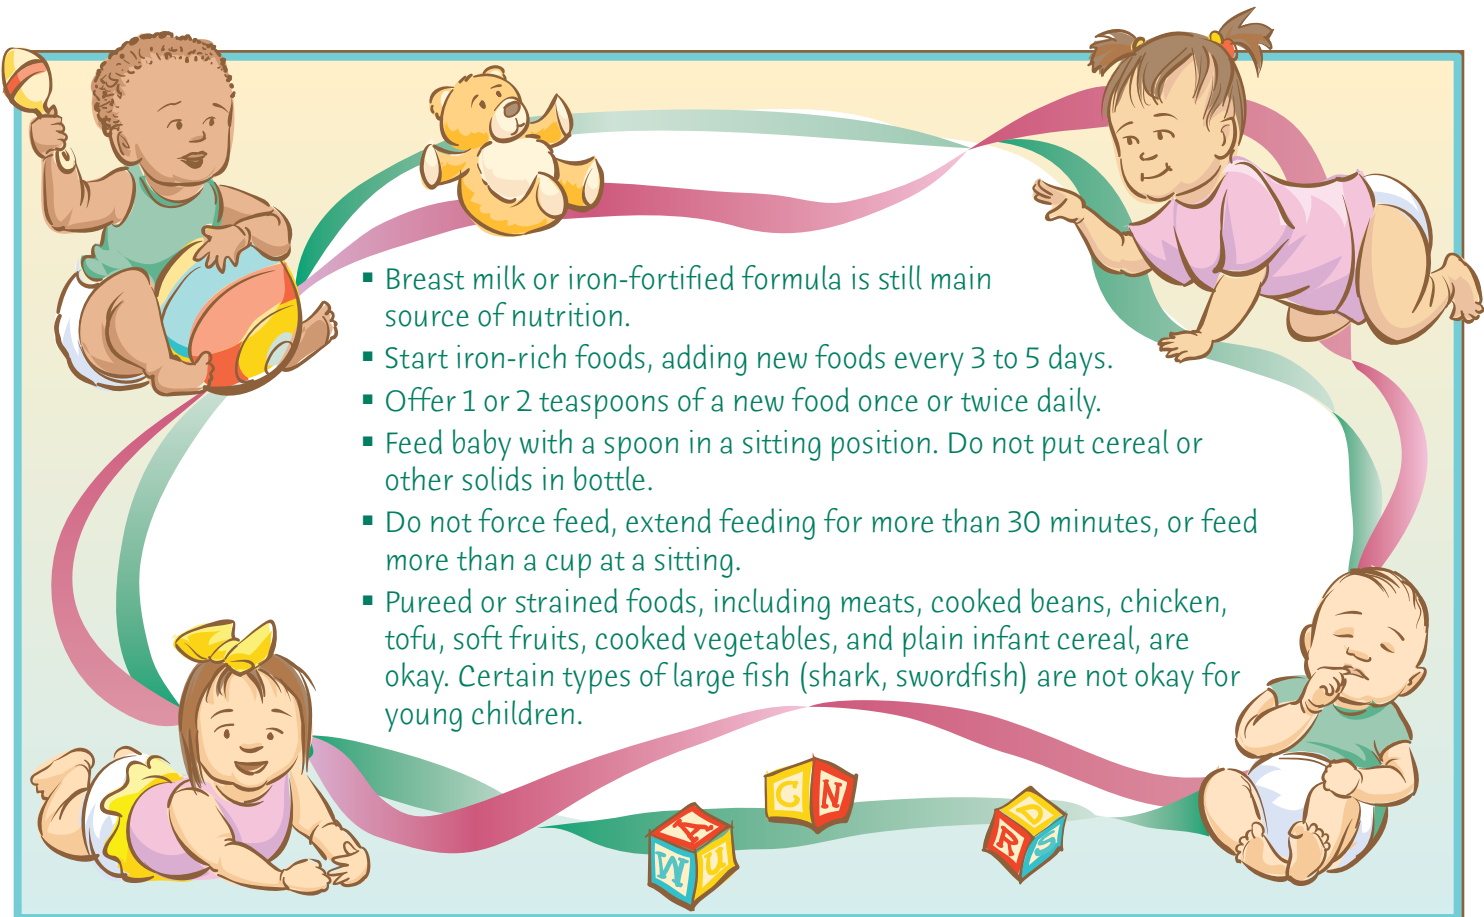 ▪ Breast milk or iron-fortified formula is still main
source of nutrition.
▪ Start iron-rich foods, adding new foods every 3 to 5 days.
▪ Offer 1 or 2 teaspoons of a new food once or twice daily.
▪ Feed baby with a spoon in a sitting position. Do not put cereal or
other solids in bottle.
▪ Do not force feed, extend feeding for more than 30 minutes, or feed
more than a cup at a sitting.
▪ Pureed or strained foods, including meats, cooked beans, chicken,
tofu, soft fruits, cooked vegetables, and plain infant cereal, are
okay. Certain types of large fish (shark, swordfish) are not okay for
young children.
C N
A
M U
D
R S